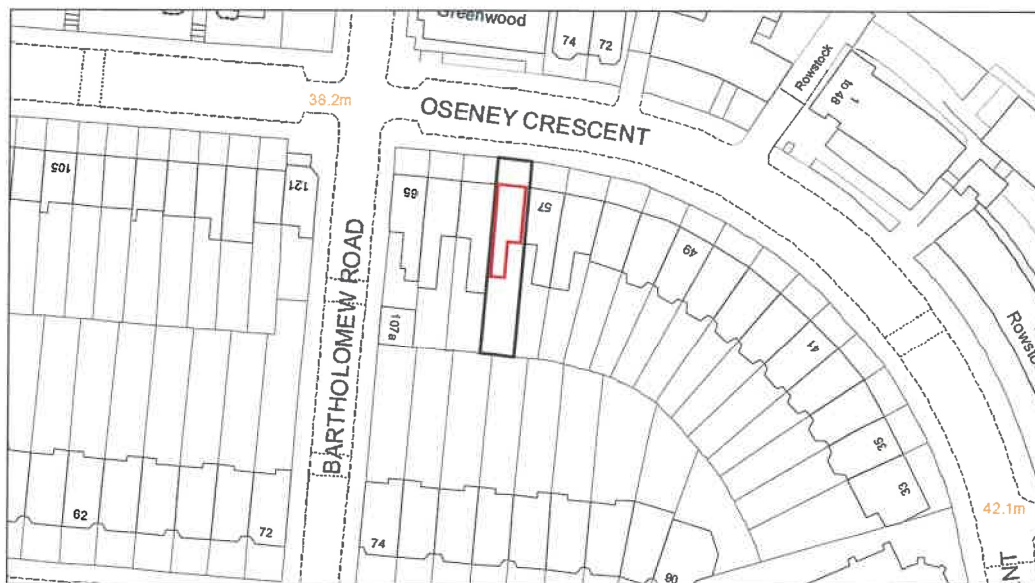 Greenwood
74
72
Rowstock
1
to 48
38.2m
OSENEY CRESCENT
105
121
65
57
49
BARTHOLOMEW ROAD
107a
41
35
33
62
72
74
80
42.1m